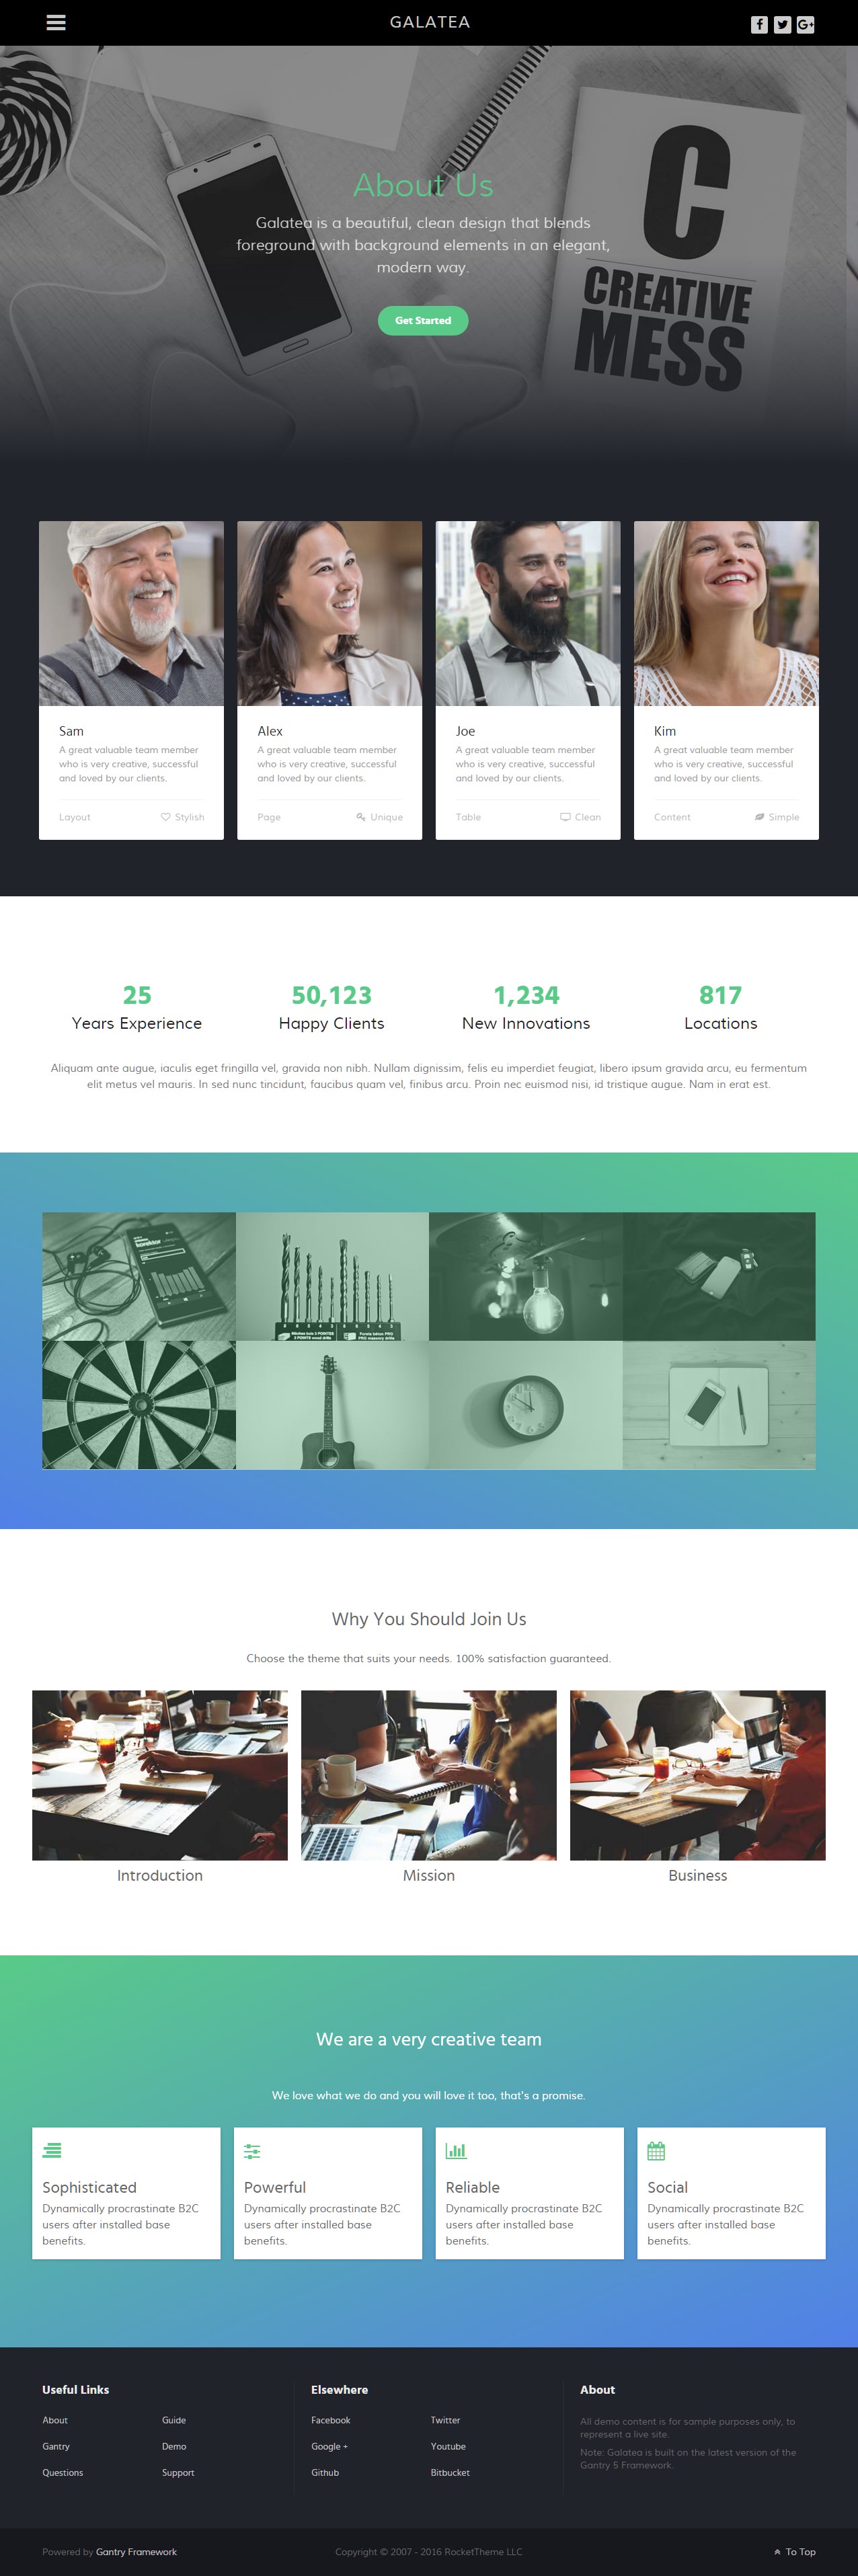 GALATEA
About Us
Galatea is a beautiful, clean design that blends
foreground with background elements in an elegant,
modern way.
Get Started
C
CREATIVE
MESS
Sam
A great valuable team member
who is very creative, successful
and loved by our clients.
Layout
Stylish
Alex
A great valuable team member
who is very creative, successful
and loved by our clients.
Page
Unique
Joe
A great valuable team member
who is very creative, successful
and loved by our clients.
Table
Clean
Kim
A great valuable team member
who is very creative, successful
and loved by our clients.
Content
Simple
25
Years Experience
50,123
Happy Clients
1,234
New Innovations
817
Locations
Aliquam ante augue, iaculis eget fringilla vel, gravida non nibh. Nullam dignissim, felis eu imperdiet feugiat, libero ipsum gravida arcu, eu fermentum
elit metus vel mauris. In sed nunc tincidunt, faucibus quam vel, finibus arcu. Proin nec euismod nisi, id tristique augue. Nam in erat est.
korektor
Why You Should Join Us
Choose the theme that suits your needs. 100% satisfaction guaranteed.
Introduction
Mission
Business
We are a very creative team
We love what we do and you will love it too, that's a promise.
Sophisticated
Dynamically procrastinate B2C
users after installed base
benefits.
Powerful
Dynamically procrastinate B2C
users after installed base
benefits.
Reliable
Dynamically procrastinate B2C
users after installed base
benefits.
Social
Dynamically procrastinate B2C
users after installed base
benefits.
Useful Links
About
Guide
Gantry
Demo
Questions
Support
Elsewhere
Facebook
Twitter
Google +
Youtube
Github
Bitbucket
About
All demo content is for sample purposes only, to
represent a live site.
Note: Galatea is built on the latest version of the
Gantry 5 Framework.
Powered by Gantry Framework
Copyright © 2007 - 2016 RocketTheme LLC
To Top